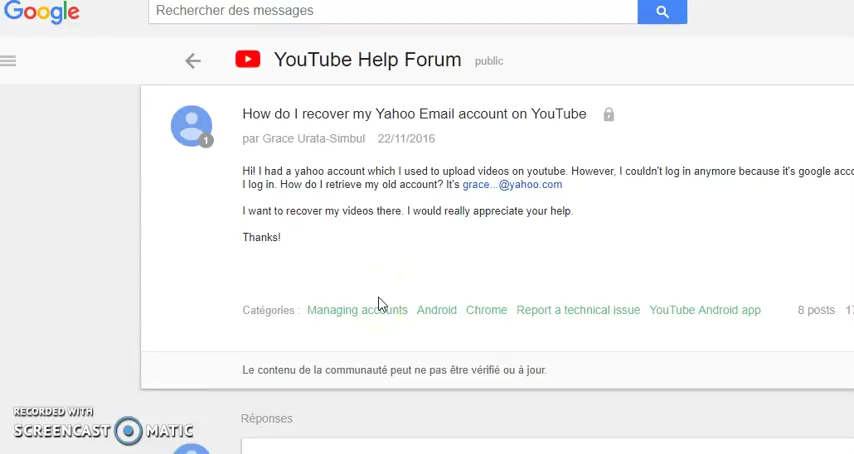 Google
Rechercher des messages
YouTube Help Forum public
How do I recover my Yahoo Email account on YouTube
1
par Grace Urata-Simbul 22/11/2016
Hi! I had a yahoo account which I used to upload videos on youtube. However, I couldn't log in anymore because it's google
I log in. How do I retrieve my old account? It's grace...@yahoo.com
I want to recover my videos there. I would really appreciate your help.
Thanks!
Catégories : Managing accounts Android Chrome Report a technical issue YouTube Android app 8 posts
Le contenu de la communauté peut ne pas être vérifié ou à jour.
RECORDED WITH
SCREENCAST MATIC
Réponses